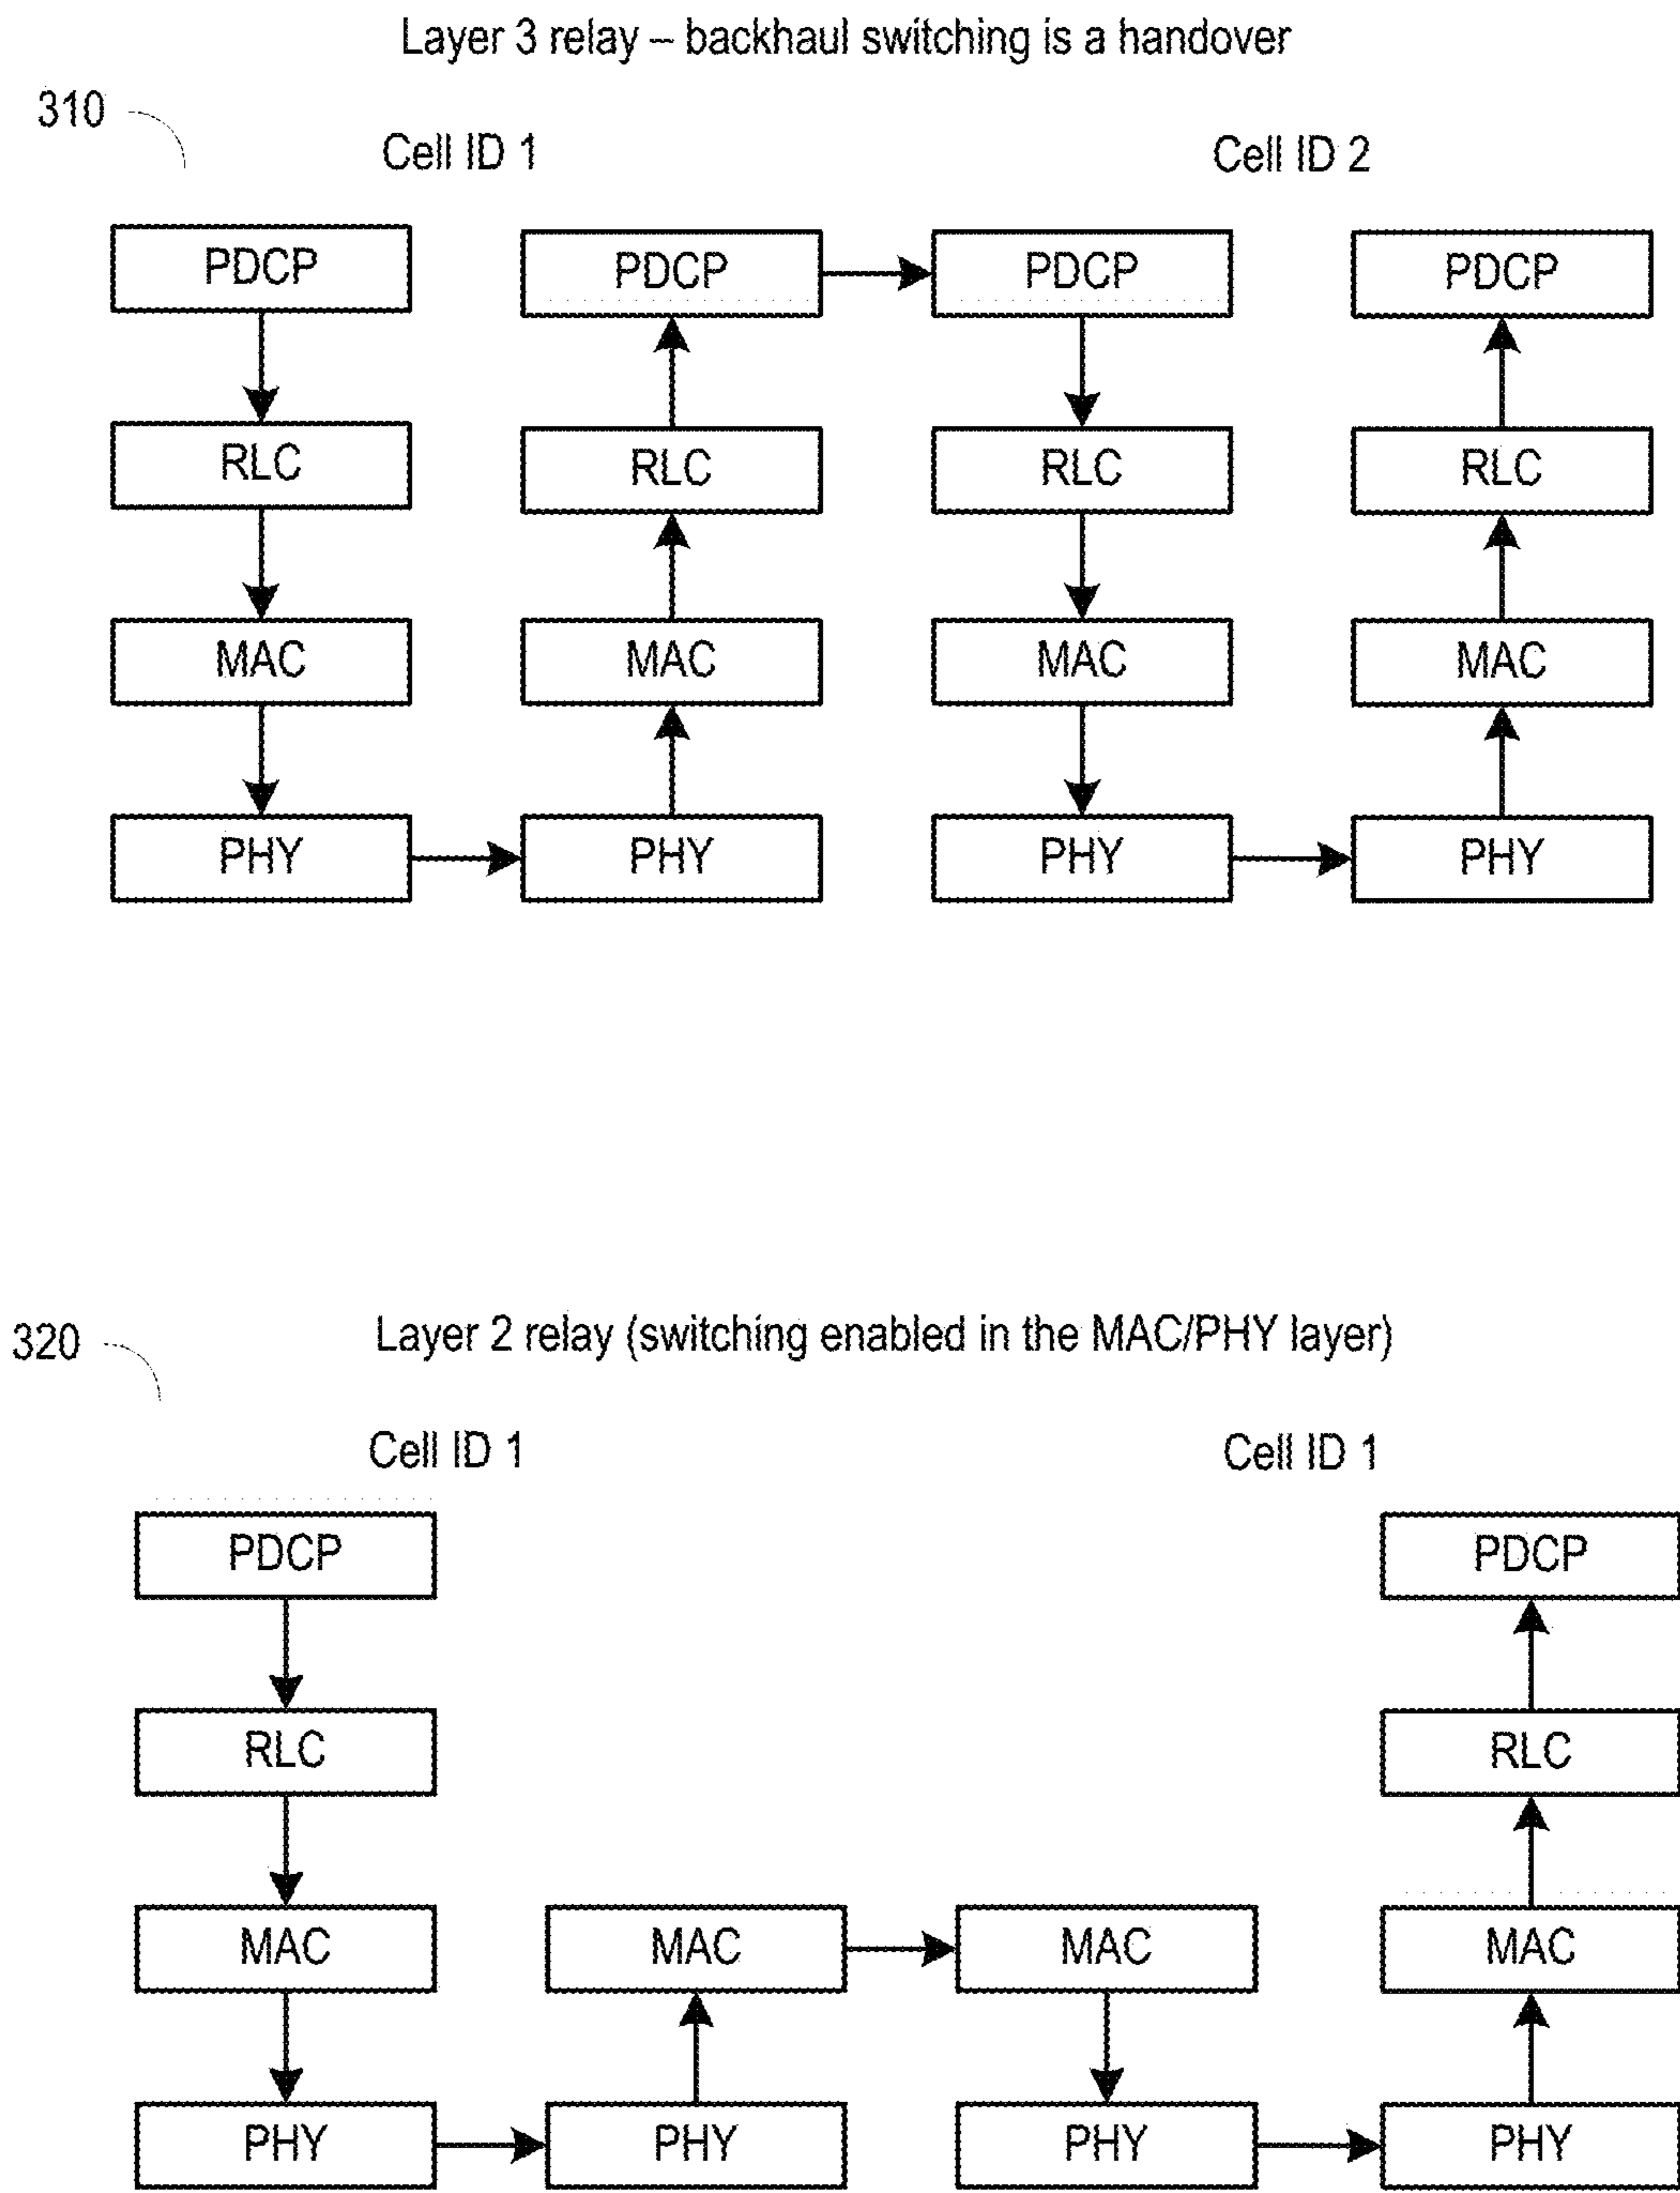 Layer 3 relay – backhaul switching is a handover
310
Cell ID 1 Cell ID 2
PDCP PDCP PDCP PDCP
RLC RLC RLC RLC
MAC MAC MAC MAC
PHY PHY PHY PHY
320 Layer 2 relay (switching enabled in the MAC/PHY layer)
Cell ID 1 Cell ID 1
PDCP PDCP
RLC RLC
MAC MAC MAC MAC
PHY PHY PHY PHY